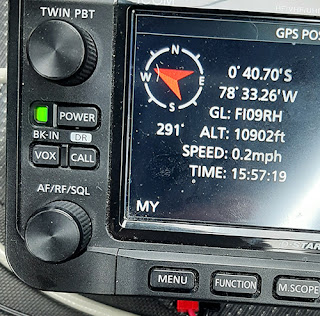 TWIN PBT
GPS POS
N
W
E
S
0°40.70'S
78°33.26'W
GL: FI09RH
291° ALT: 10902ft
SPEED: 0.2mph
TIME: 15:57:19
MY
POWER
BK-IN DR
VOX CALL
AF/RF/SQL
D-STAR
MENU FUNCTION M.SCOPE